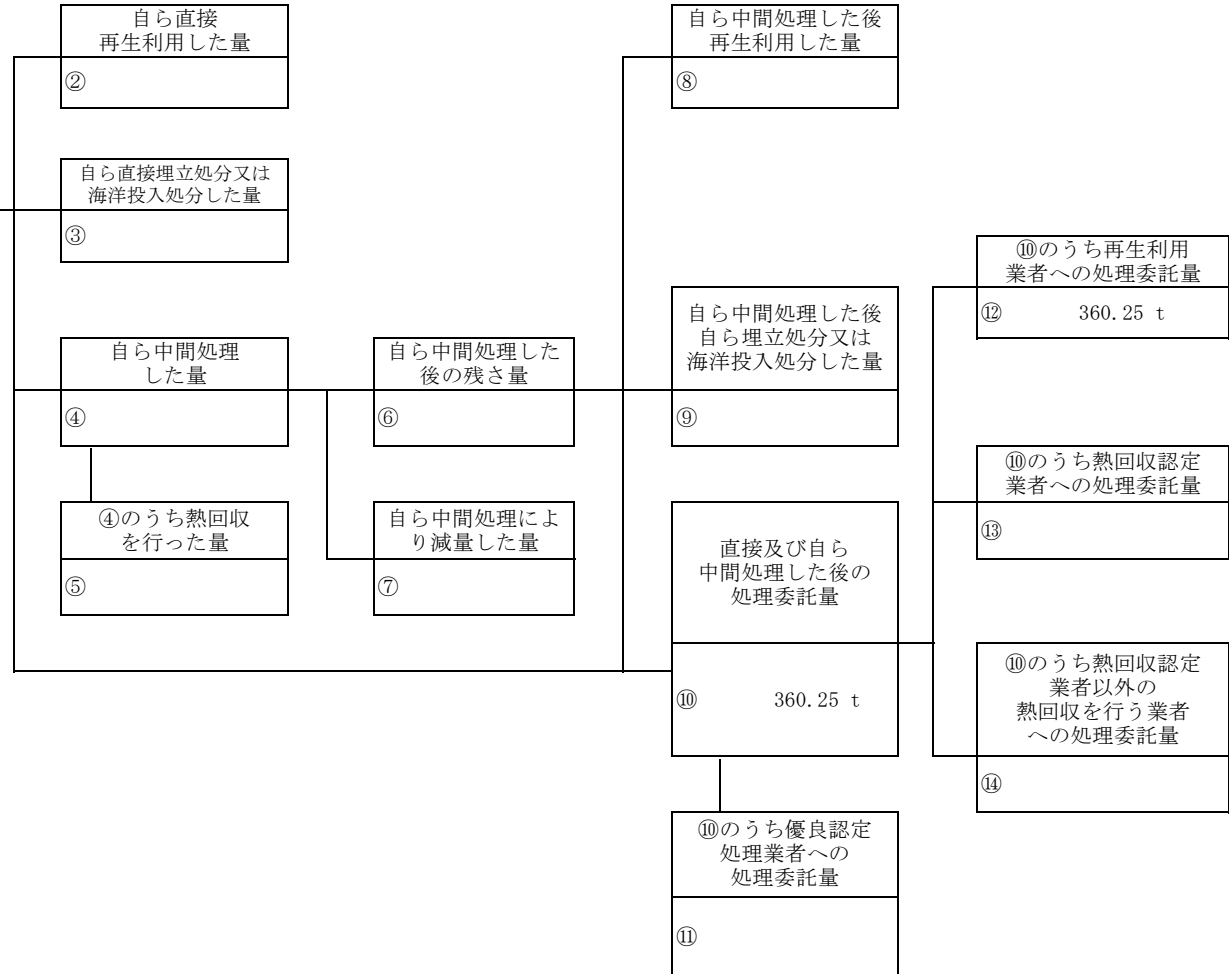 自ら直接
再生利用した量
②
自ら直接埋立処分又は
海洋投入処分した量
③
自ら中間処理
した量
④
④のうち熱回収
を行った量
⑤
自ら中間処理した
後の残さ量
⑥
自ら中間処理によ
り減量した量
⑦
自ら中間処理した後
再生利用した量
⑧
自ら中間処理した後
自ら埋立処分又は
海洋投入処分した量
⑨
直接及び自ら
中間処理した後の
処理委託量
⑩ 360.25 t
⑩のうち優良認定
処理業者への
処理委託量
⑪
⑩のうち再生利用
業者への処理委託量
⑫ 360.25 t
⑩のうち熱回収認定
業者への処理委託量
⑬
⑩のうち熱回収認定
業者以外の
熱回収を行う業者
への処理委託量
⑭